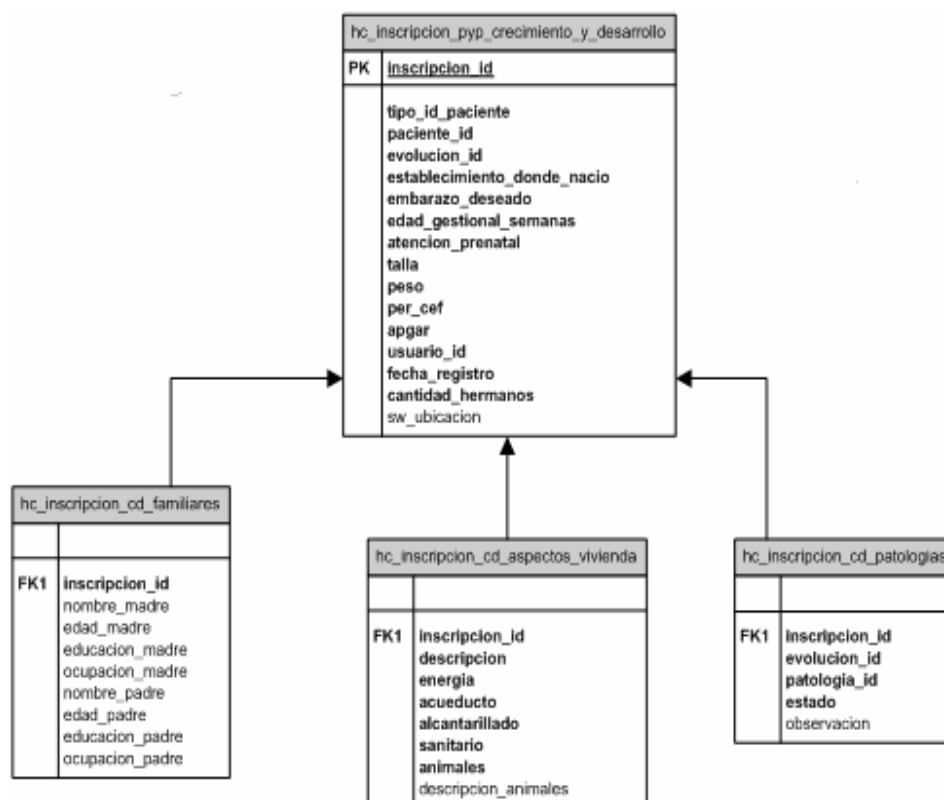 hc_inscripcion_pyp_crecimiento_y_desarrollo
PK inscripcion_id
tipo_id_paciente
paciente_id
evolucion_id
establecimiento_donde_nacio
embarazo_deseado
edad_gestional_semanas
atencion_prenatal
talla
peso
per_cef
apgar
usuario_id
fecha_registro
cantidad_hermanos
sw_ubicacion
hc_inscripcion_cd_familiares
FK1 inscripcion_id
nombre_madre
edad_madre
educacion_madre
ocupacion_madre
nombre_padre
edad_padre
educacion_padre
ocupacion_padre
hc_inscripcion_cd_aspectos_vivienda
FK1 inscripcion_id
descripcion
energia
acueducto
alcantarillado
sanitario
animales
descripcion_animales
hc_inscripcion_cd_patologias
FK1 inscripcion_id
evolucion_id
patologia_id
estado
observacion